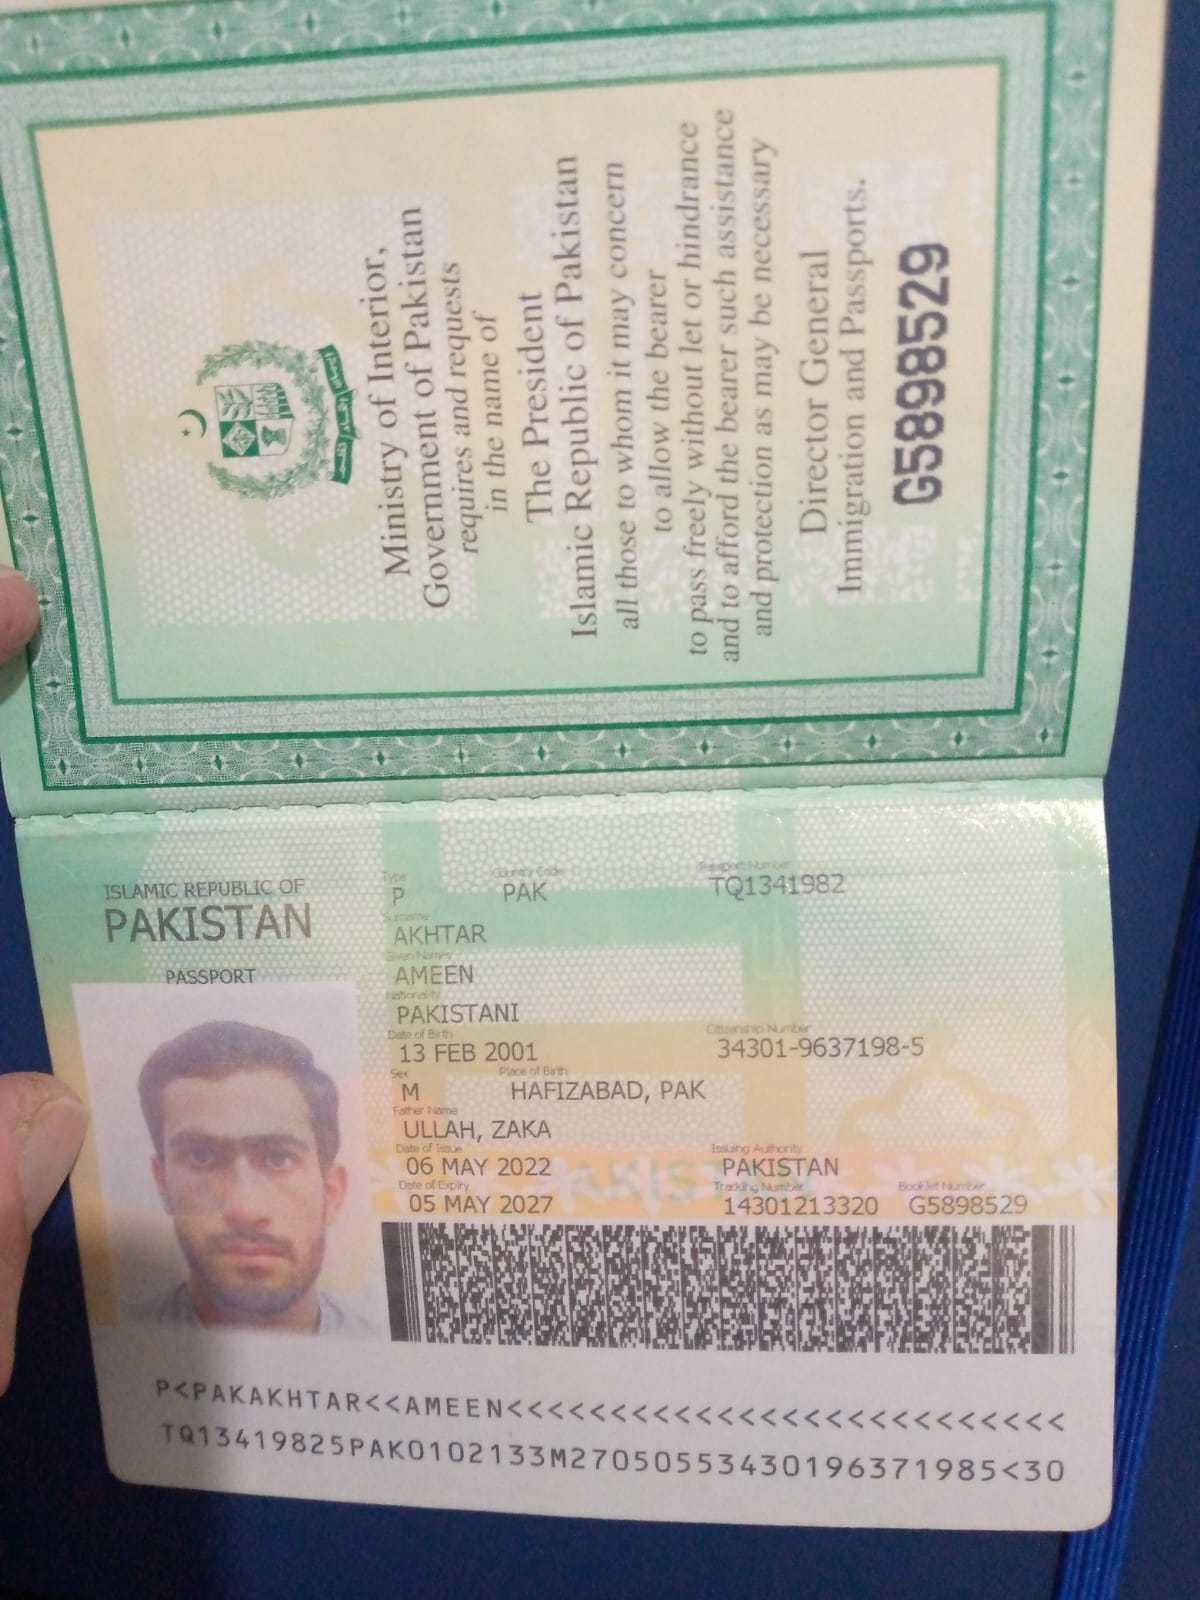 Ministry of Interior,
Government of Pakistan
requires and requests
in the name of
The President
Islamic Republic of Pakistan
all those to whom it may concern
to allow the bearer
to pass freely without let or hindrance
and to afford the bearer such assistance
and protection as may be necessary
Director General
Immigration and Passports.
G5898529
ISLAMIC REPUBLIC OF
PAKISTAN
PASSPORT
Type Country Code Passport Number
P PAK TQ1341982
Surname
AKHTAR
Given Names
AMEEN
Nationality
PAKISTANI
Date of Birth Citizenship Number
13 FEB 2001 34301-9637198-5
Sex Place of Birth
M HAFIZABAD, PAK
Father Name
ULLAH, ZAKA
Date of Issue Issuing Authority
06 MAY 2022 PAKISTAN
Date of Expiry Tracking Number Booklet Number
05 MAY 2027 14301213320 G5898529
P<PAKAKHTAR<<AMEEN<<<<<<<<<<<<<<<<<<<<<<<<<<
TQ13419825PAK0102133M27050553430196371985<30